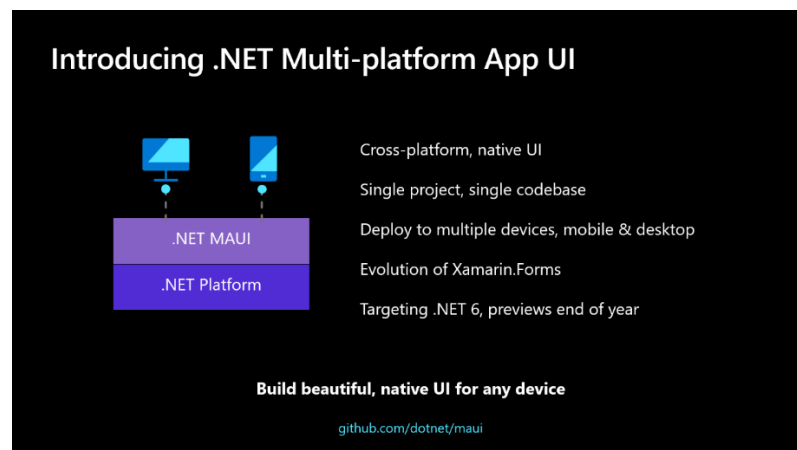 Introducing .NET Multi-platform App UI
.NET MAUI
.NET Platform
Cross-platform, native UI
Single project, single codebase
Deploy to multiple devices, mobile & desktop
Evolution of Xamarin.Forms
Targeting .NET 6, previews end of year
Build beautiful, native UI for any device
github.com/dotnet/maui